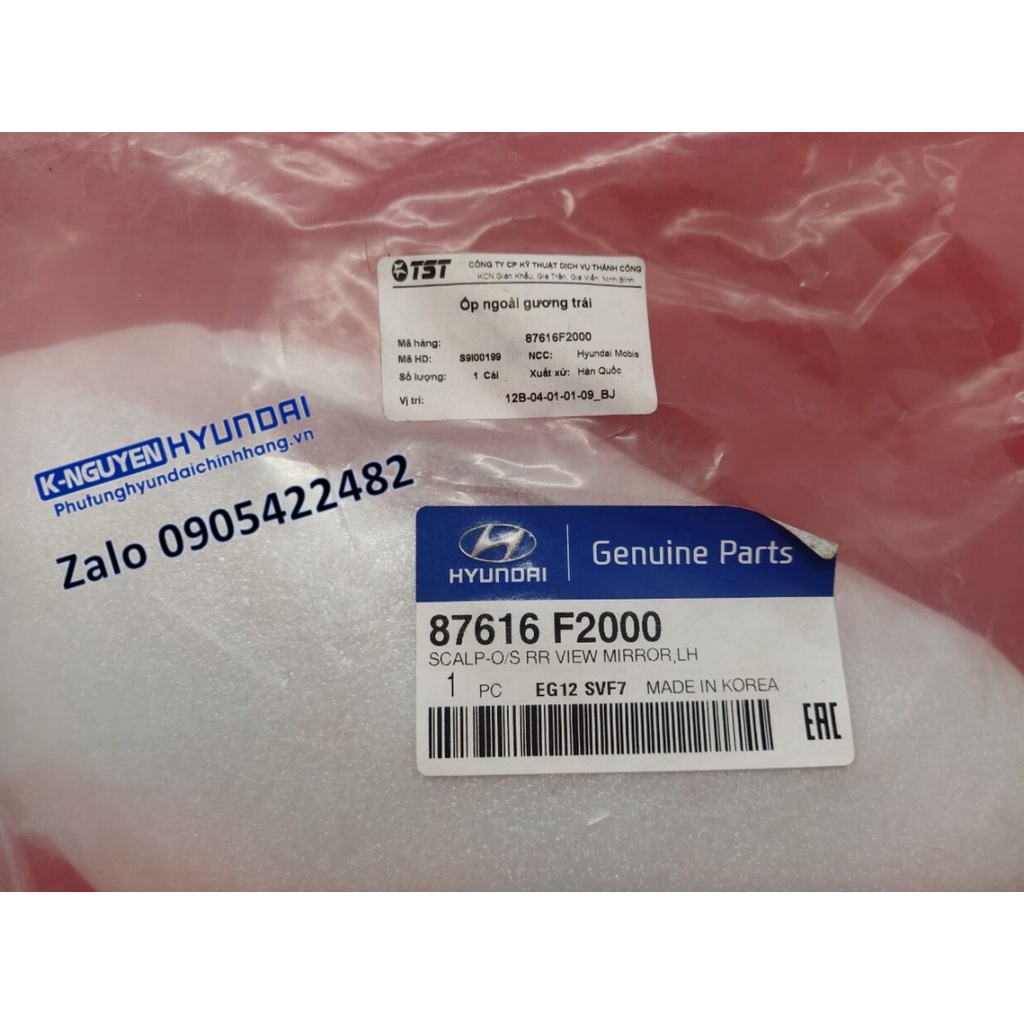 TST CÔNG TY CP KỸ THUẬT DỊCH VỤ THÀNH CÔNG
KCN Gián Khẩu, Gia Trấn, Gia Viễn, Ninh Bình
Ốp ngoài gương trái
Mã hàng: 87616F2000
Mã HD: S9I00199 NCC: Hyundai Mobis
Số lượng: 1 Cái Xuất xứ: Hàn Quốc
Vị trí: 12B-04-01-01-09_BJ
K-NGUYEN HYUNDAI
Phutunghyundaichinhhang.vn
Zalo 0905422482
HYUNDAI Genuine Parts
87616 F2000
SCALP-O/S RR VIEW MIRROR,LH
1 PC EG12 SVF7 MADE IN KOREA
EAC